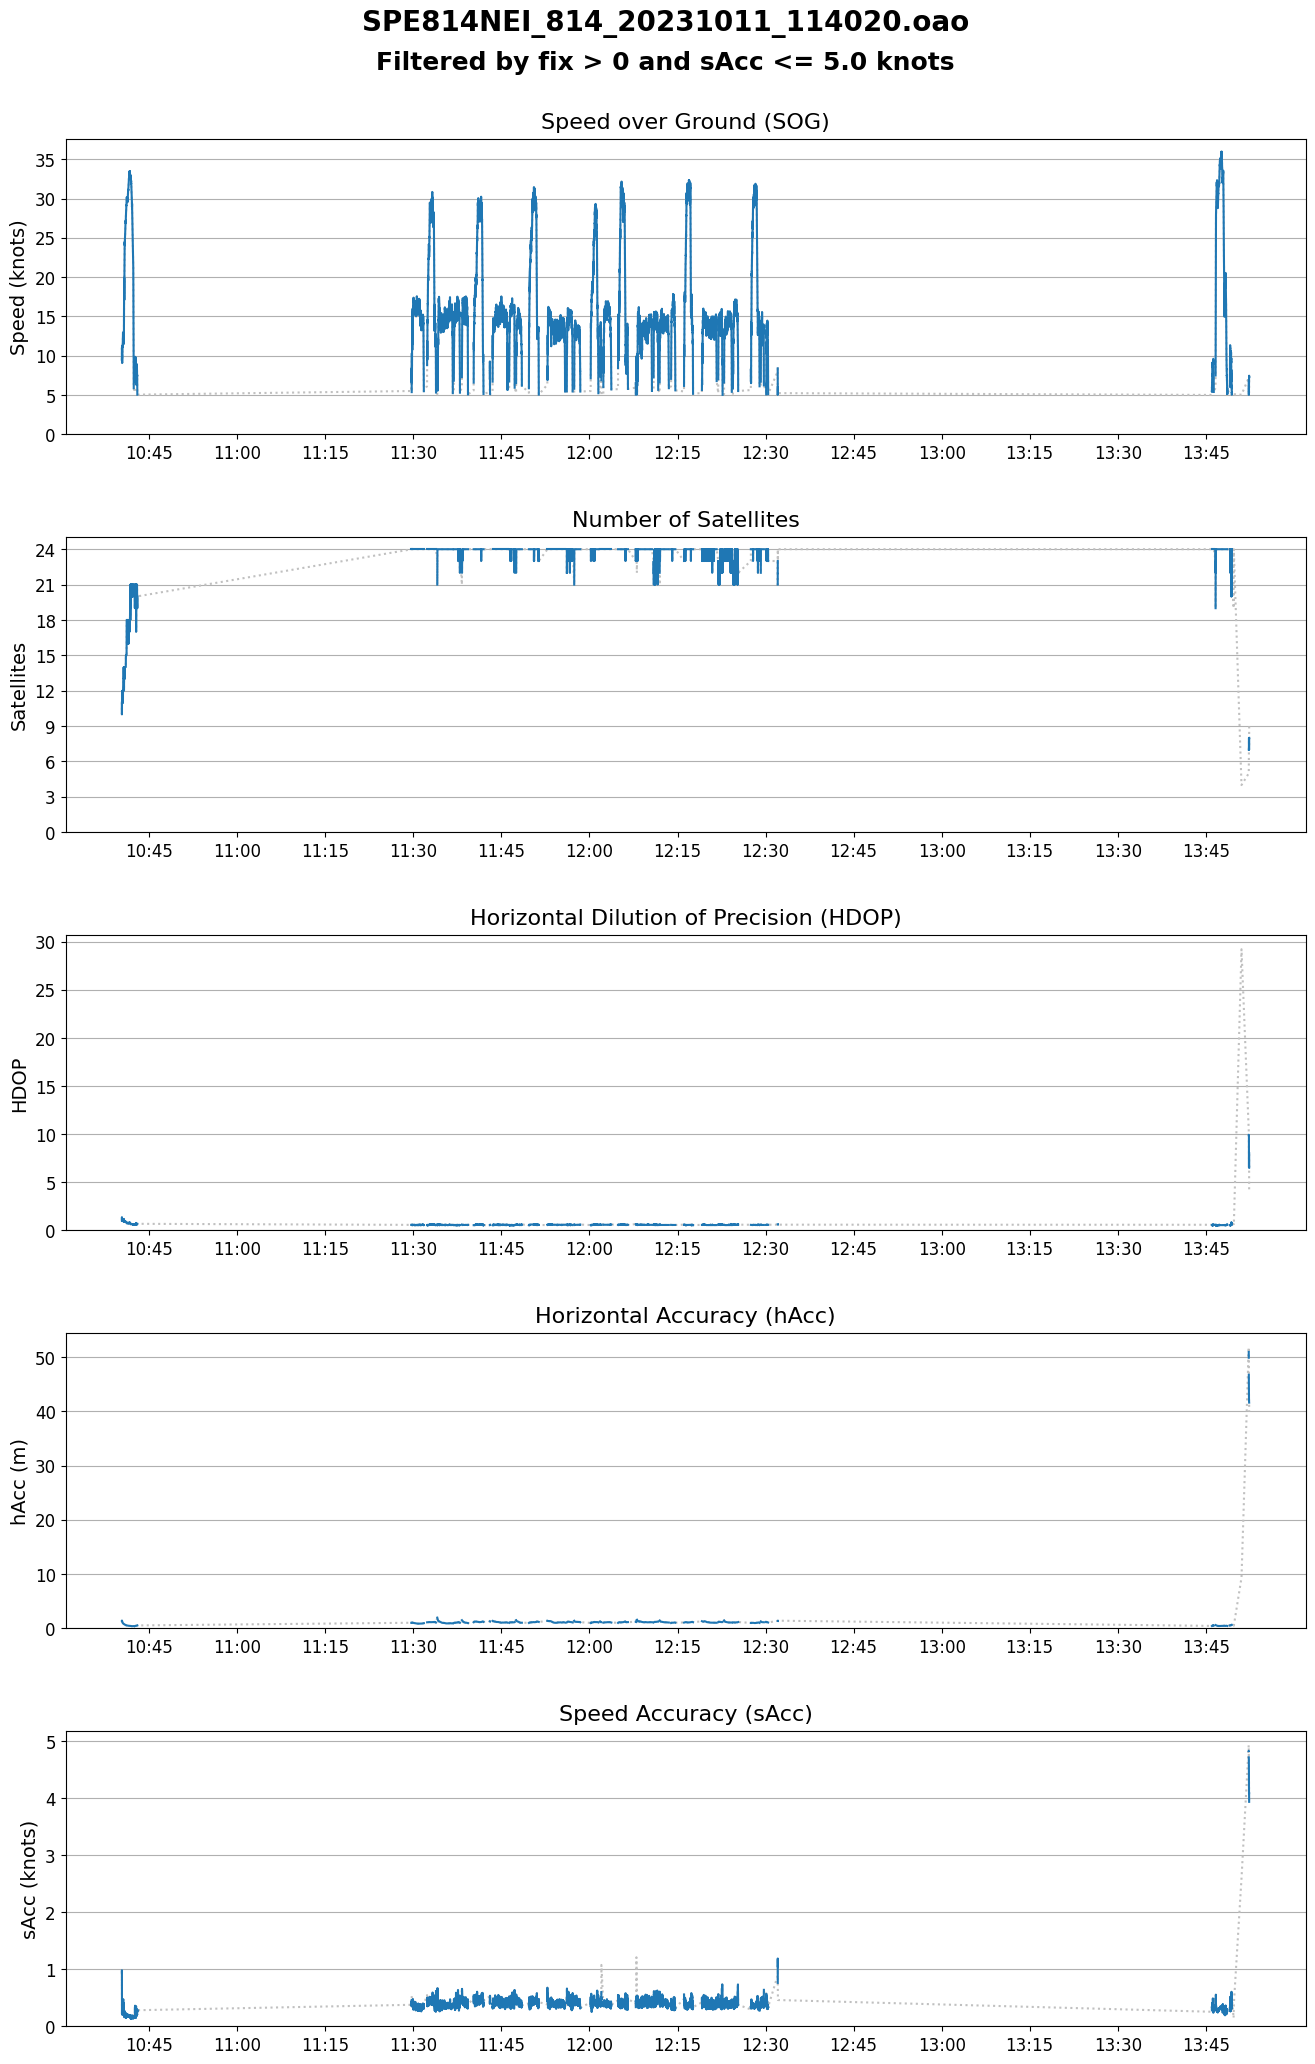 SPE814NEI_814_20231011_114020.oao
Filtered by fix > 0 and sAcc <= 5.0 knots
Speed over Ground (SOG)
Speed (knots)
35
30
25
20
15
10
5
0
10:45 11:00 11:15 11:30 11:45 12:00 12:15 12:30 12:45 13:00 13:15 13:30 13:45
Number of Satellites
Satellites
24
21
18
15
12
9
6
3
0
10:45 11:00 11:15 11:30 11:45 12:00 12:15 12:30 12:45 13:00 13:15 13:30 13:45
Horizontal Dilution of Precision (HDOP)
HDOP
30
25
20
15
10
5
0
10:45 11:00 11:15 11:30 11:45 12:00 12:15 12:30 12:45 13:00 13:15 13:30 13:45
Horizontal Accuracy (hAcc)
hAcc (m)
50
40
30
20
10
0
10:45 11:00 11:15 11:30 11:45 12:00 12:15 12:30 12:45 13:00 13:15 13:30 13:45
Speed Accuracy (sAcc)
sAcc (knots)
5
4
3
2
1
0
10:45 11:00 11:15 11:30 11:45 12:00 12:15 12:30 12:45 13:00 13:15 13:30 13:45